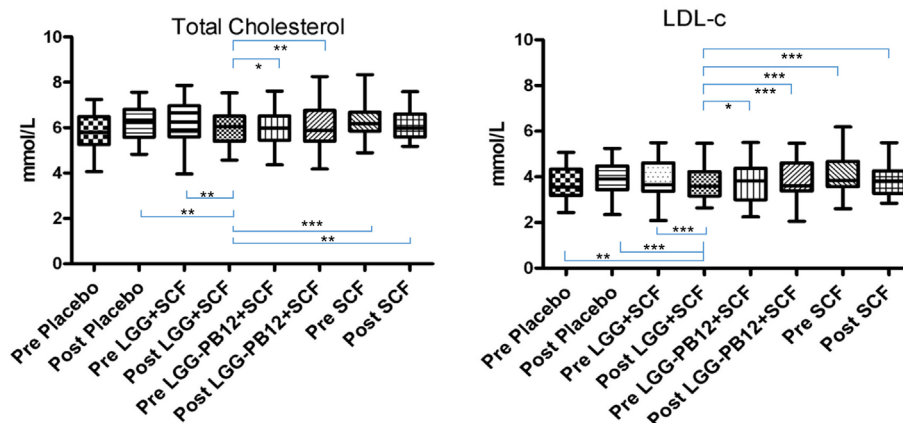 Total Cholesterol
mmol/L
10
8
6
4
2
0
**
*
**
**
***
**
Pre Placebo
Post Placebo
Pre LGG+SCF
Post LGG+SCF
Pre LGG-PB12+SCF
Post LGG-PB12+SCF
Pre SCF
Post SCF
LDL-c
mmol/L
10
8
6
4
2
0
***
***
***
*
***
***
**
Pre Placebo
Post Placebo
Pre LGG+SCF
Post LGG+SCF
Pre LGG-PB12+SCF
Post LGG-PB12+SCF
Pre SCF
Post SCF